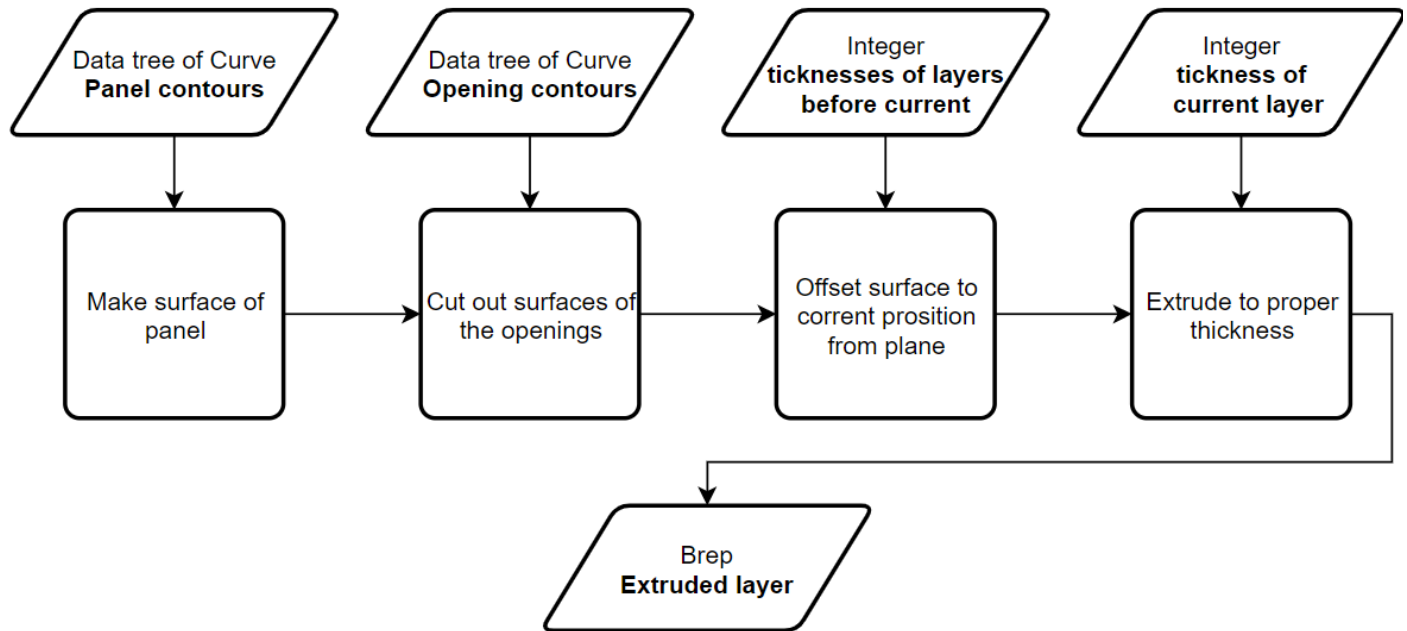 Data tree of Curve
Panel contours
Data tree of Curve
Opening contours
Integer
ticknesses of layers
before current
Integer
tickness of
current layer
Make surface of
panel
Cut out surfaces of
the openings
Offset surface to
corrent prosition
from plane
Extrude to proper
thickness
Brep
Extruded layer